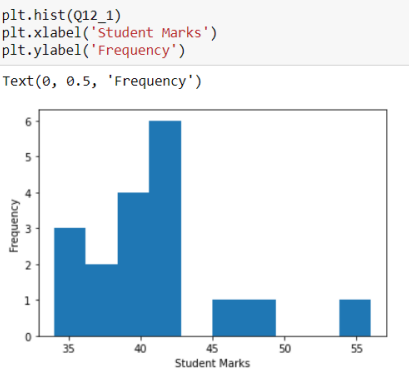 plt.hist(Q12_1)
plt.xlabel('Student Marks')
plt.ylabel('Frequency')
Text(0, 0.5, 'Frequency')
6
5
4
3
2
1
0
Frequency
35 40 45 50 55
Student Marks